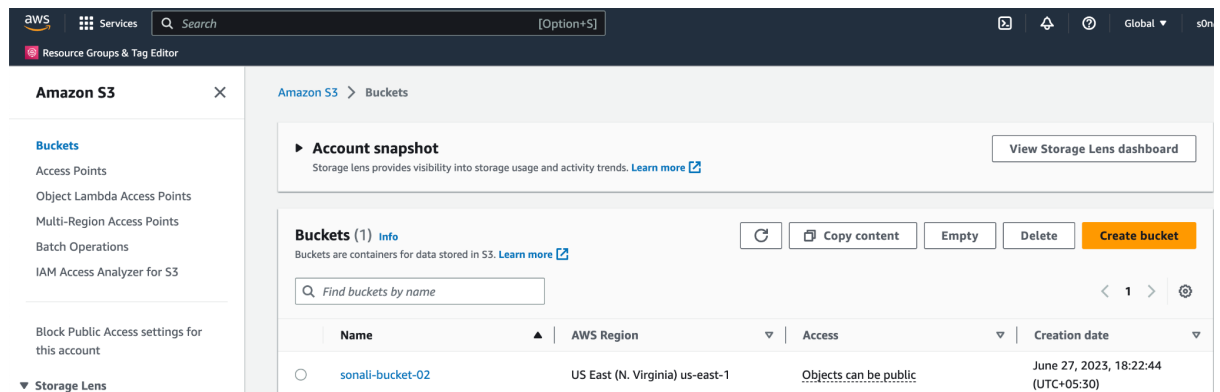 aws
Services
Search
[Option+S]
Global
Resource Groups & Tag Editor
Amazon S3
Buckets
Access Points
Object Lambda Access Points
Multi-Region Access Points
Batch Operations
IAM Access Analyzer for S3
Block Public Access settings for
this account
Storage Lens
Amazon S3 > Buckets
Account snapshot
Storage lens provides visibility into storage usage and activity trends. Learn more
View Storage Lens dashboard
Buckets (1) Info
Buckets are containers for data stored in S3. Learn more
Copy content
Empty
Delete
Create bucket
Find buckets by name
1
Name
AWS Region
Access
Creation date
sonali-bucket-02
US East (N. Virginia) us-east-1
Objects can be public
June 27, 2023, 18:22:44
(UTC+05:30)